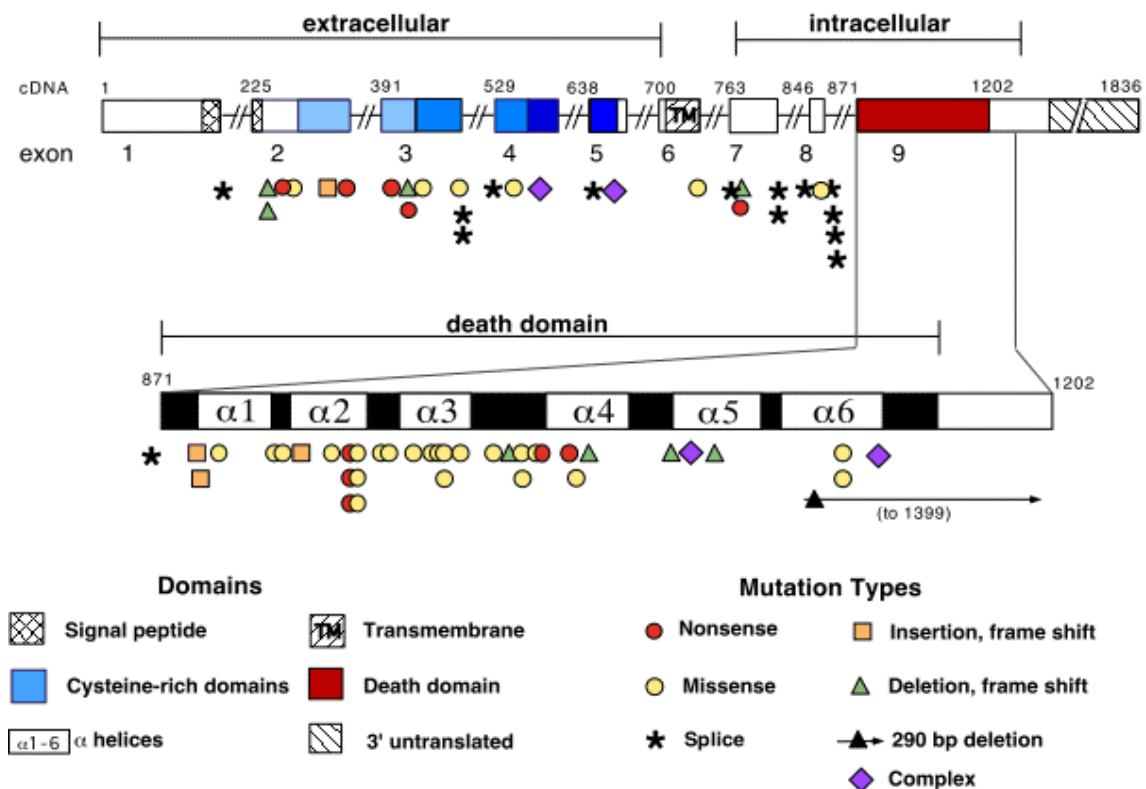 extracellular intracellular
cDNA 1 225 391 529 638 700 763 846 871 1202 1836
TM
exon 1 2 3 4 5 6 7 8 9
death domain
871 1202
α1 α2 α3 α4 α5 α6
(to 1399)
Domains Mutation Types
Signal peptide TM Transmembrane Nonsense Insertion, frame shift
Cysteine-rich domains Death domain Missense Deletion, frame shift
α1-6 α helices 3' untranslated Splice 290 bp deletion
Complex